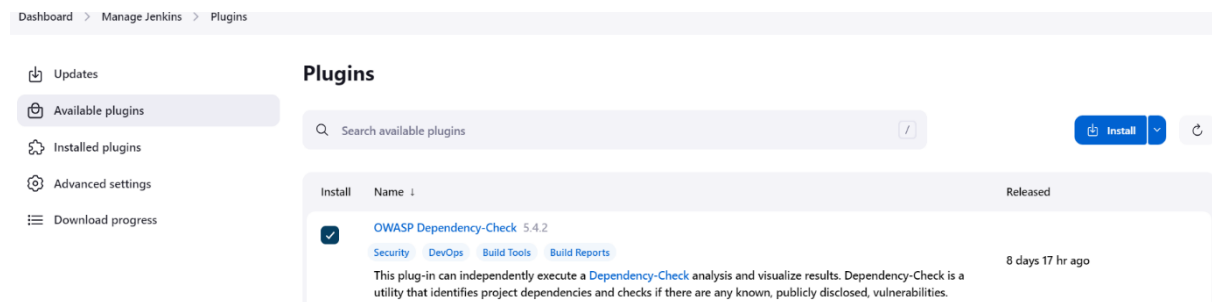 Dashboard > Manage Jenkins > Plugins
Updates
Available plugins
Installed plugins
Advanced settings
Download progress
Plugins
Search available plugins /
Install
Install Name ↓ Released
OWASP Dependency-Check 5.4.2
Security DevOps Build Tools Build Reports
This plug-in can independently execute a Dependency-Check analysis and visualize results. Dependency-Check is a
utility that identifies project dependencies and checks if there are any known, publicly disclosed, vulnerabilities.
8 days 17 hr ago